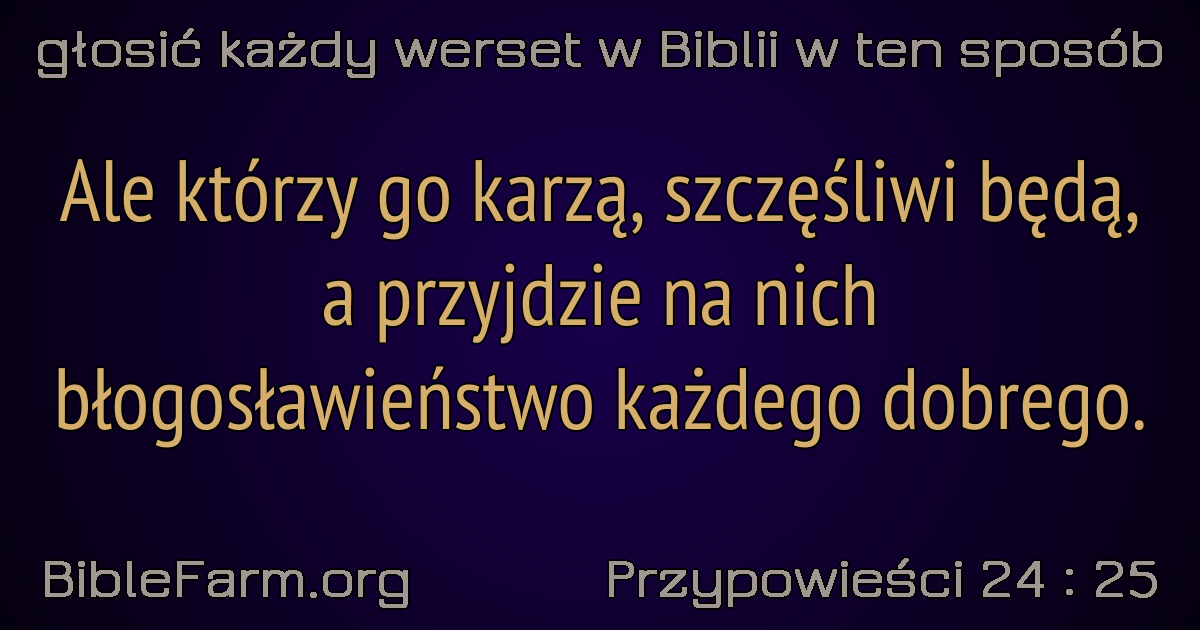 głosić każdy werset w Biblii w ten sposób
Ale którzy go karzą, szczęśliwi będą,
a przyjdzie na nich
błogosławieństwo każdego dobrego.
BibleFarm.org
Przypowieści 24 : 25